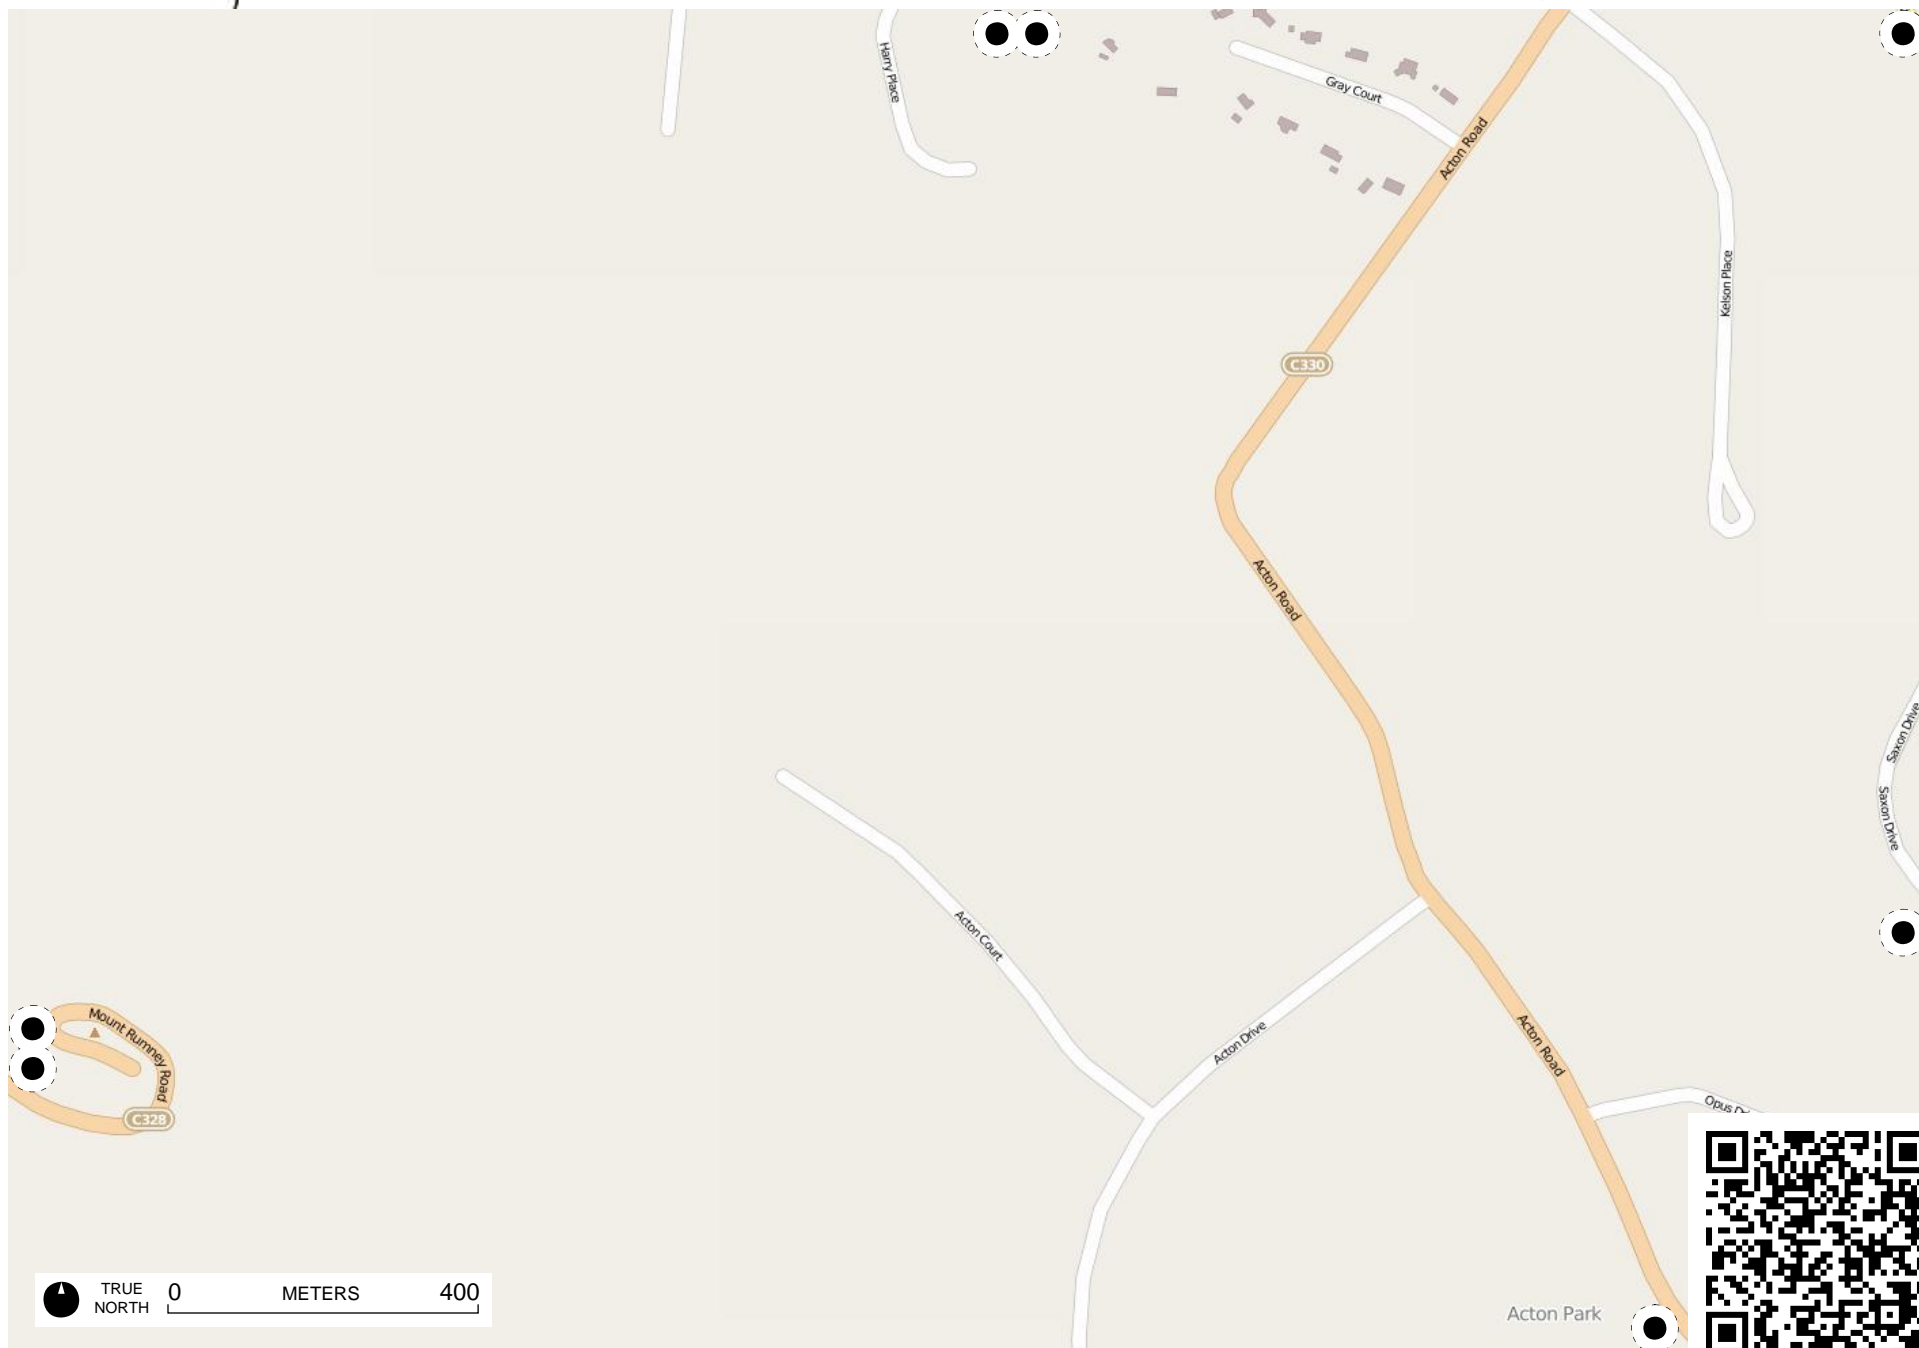 Harry Place
Gray Court
Acton Road
Kelson Place
C330
Acton Road
Saxon Drive
Saxon Drive
Acton Court
Mount Rumney Road
Acton Drive
Acton Road
C328
Opus
TRUE
NORTH
0 METERS 400
Acton Park